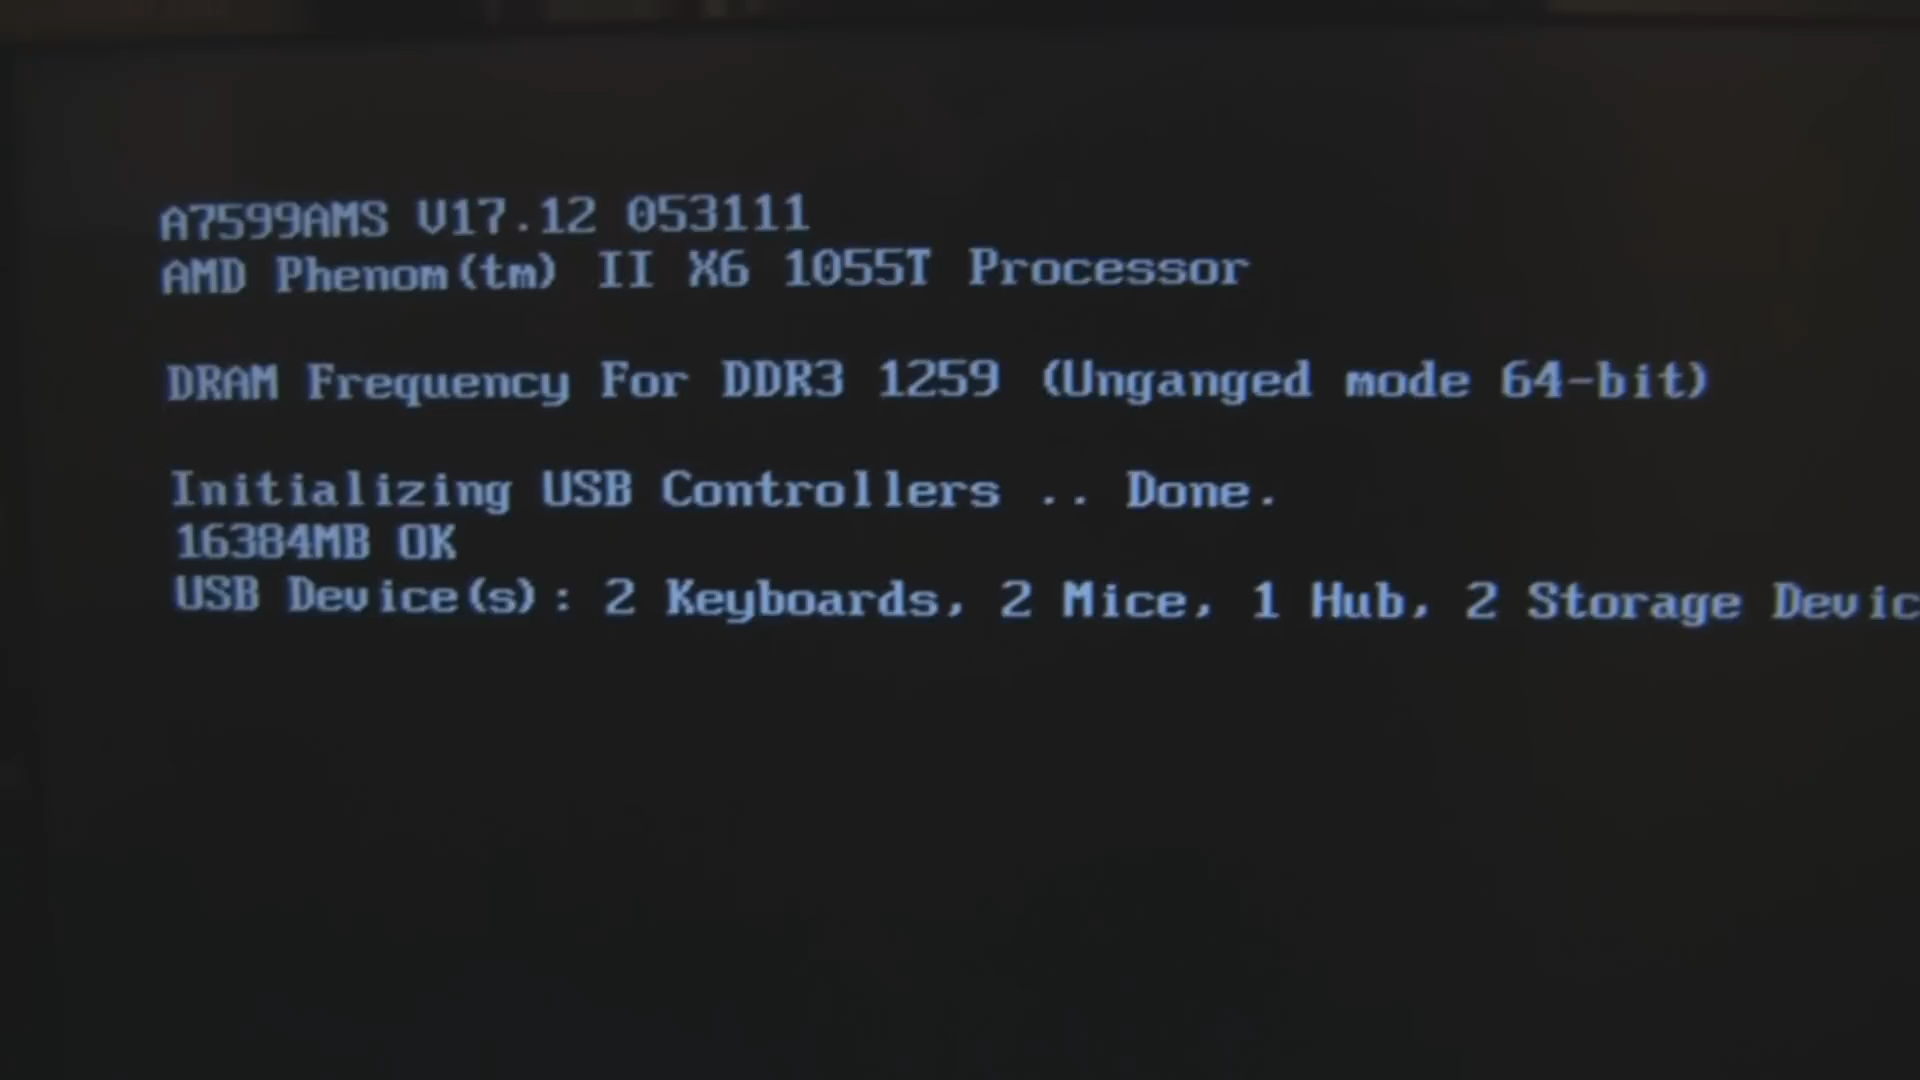 A7599AMS V17.12 053111
AMD Phenom(tm) II X6 1055T Processor
DRAM Frequency For DDR3 1259 (Unganged mode 64-bit)
Initializing USB Controllers .. Done.
16384MB OK
USB Device(s): 2 Keyboards, 2 Mice, 1 Hub, 2 Storage Devic